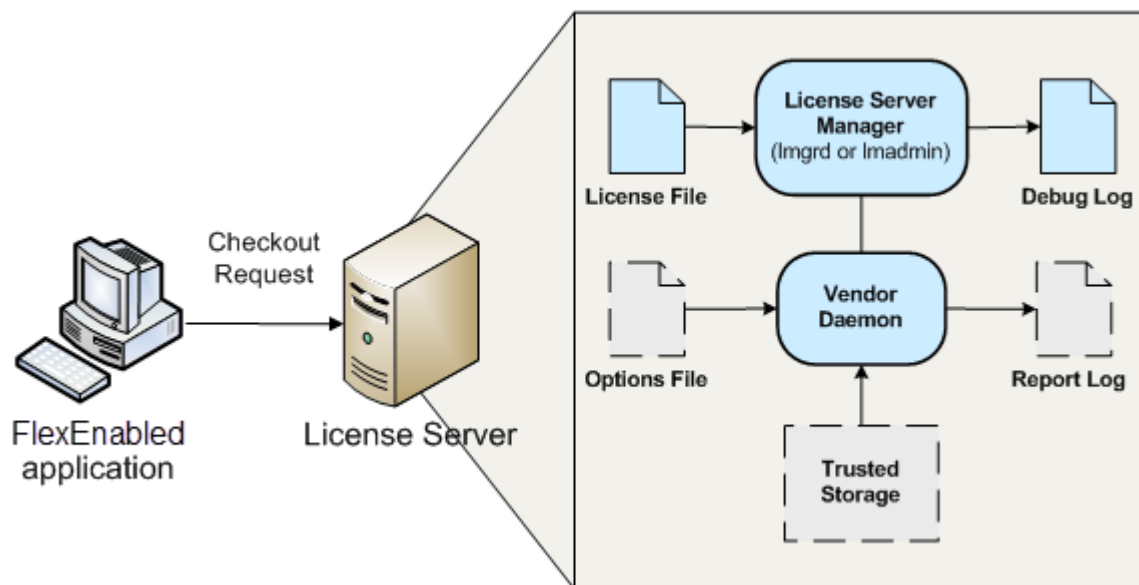 Checkout
Request
FlexEnabled
application
License Server
License File
License Server
Manager
(lmgrd or lmadmin)
Debug Log
Options File
Vendor
Daemon
Report Log
Trusted
Storage